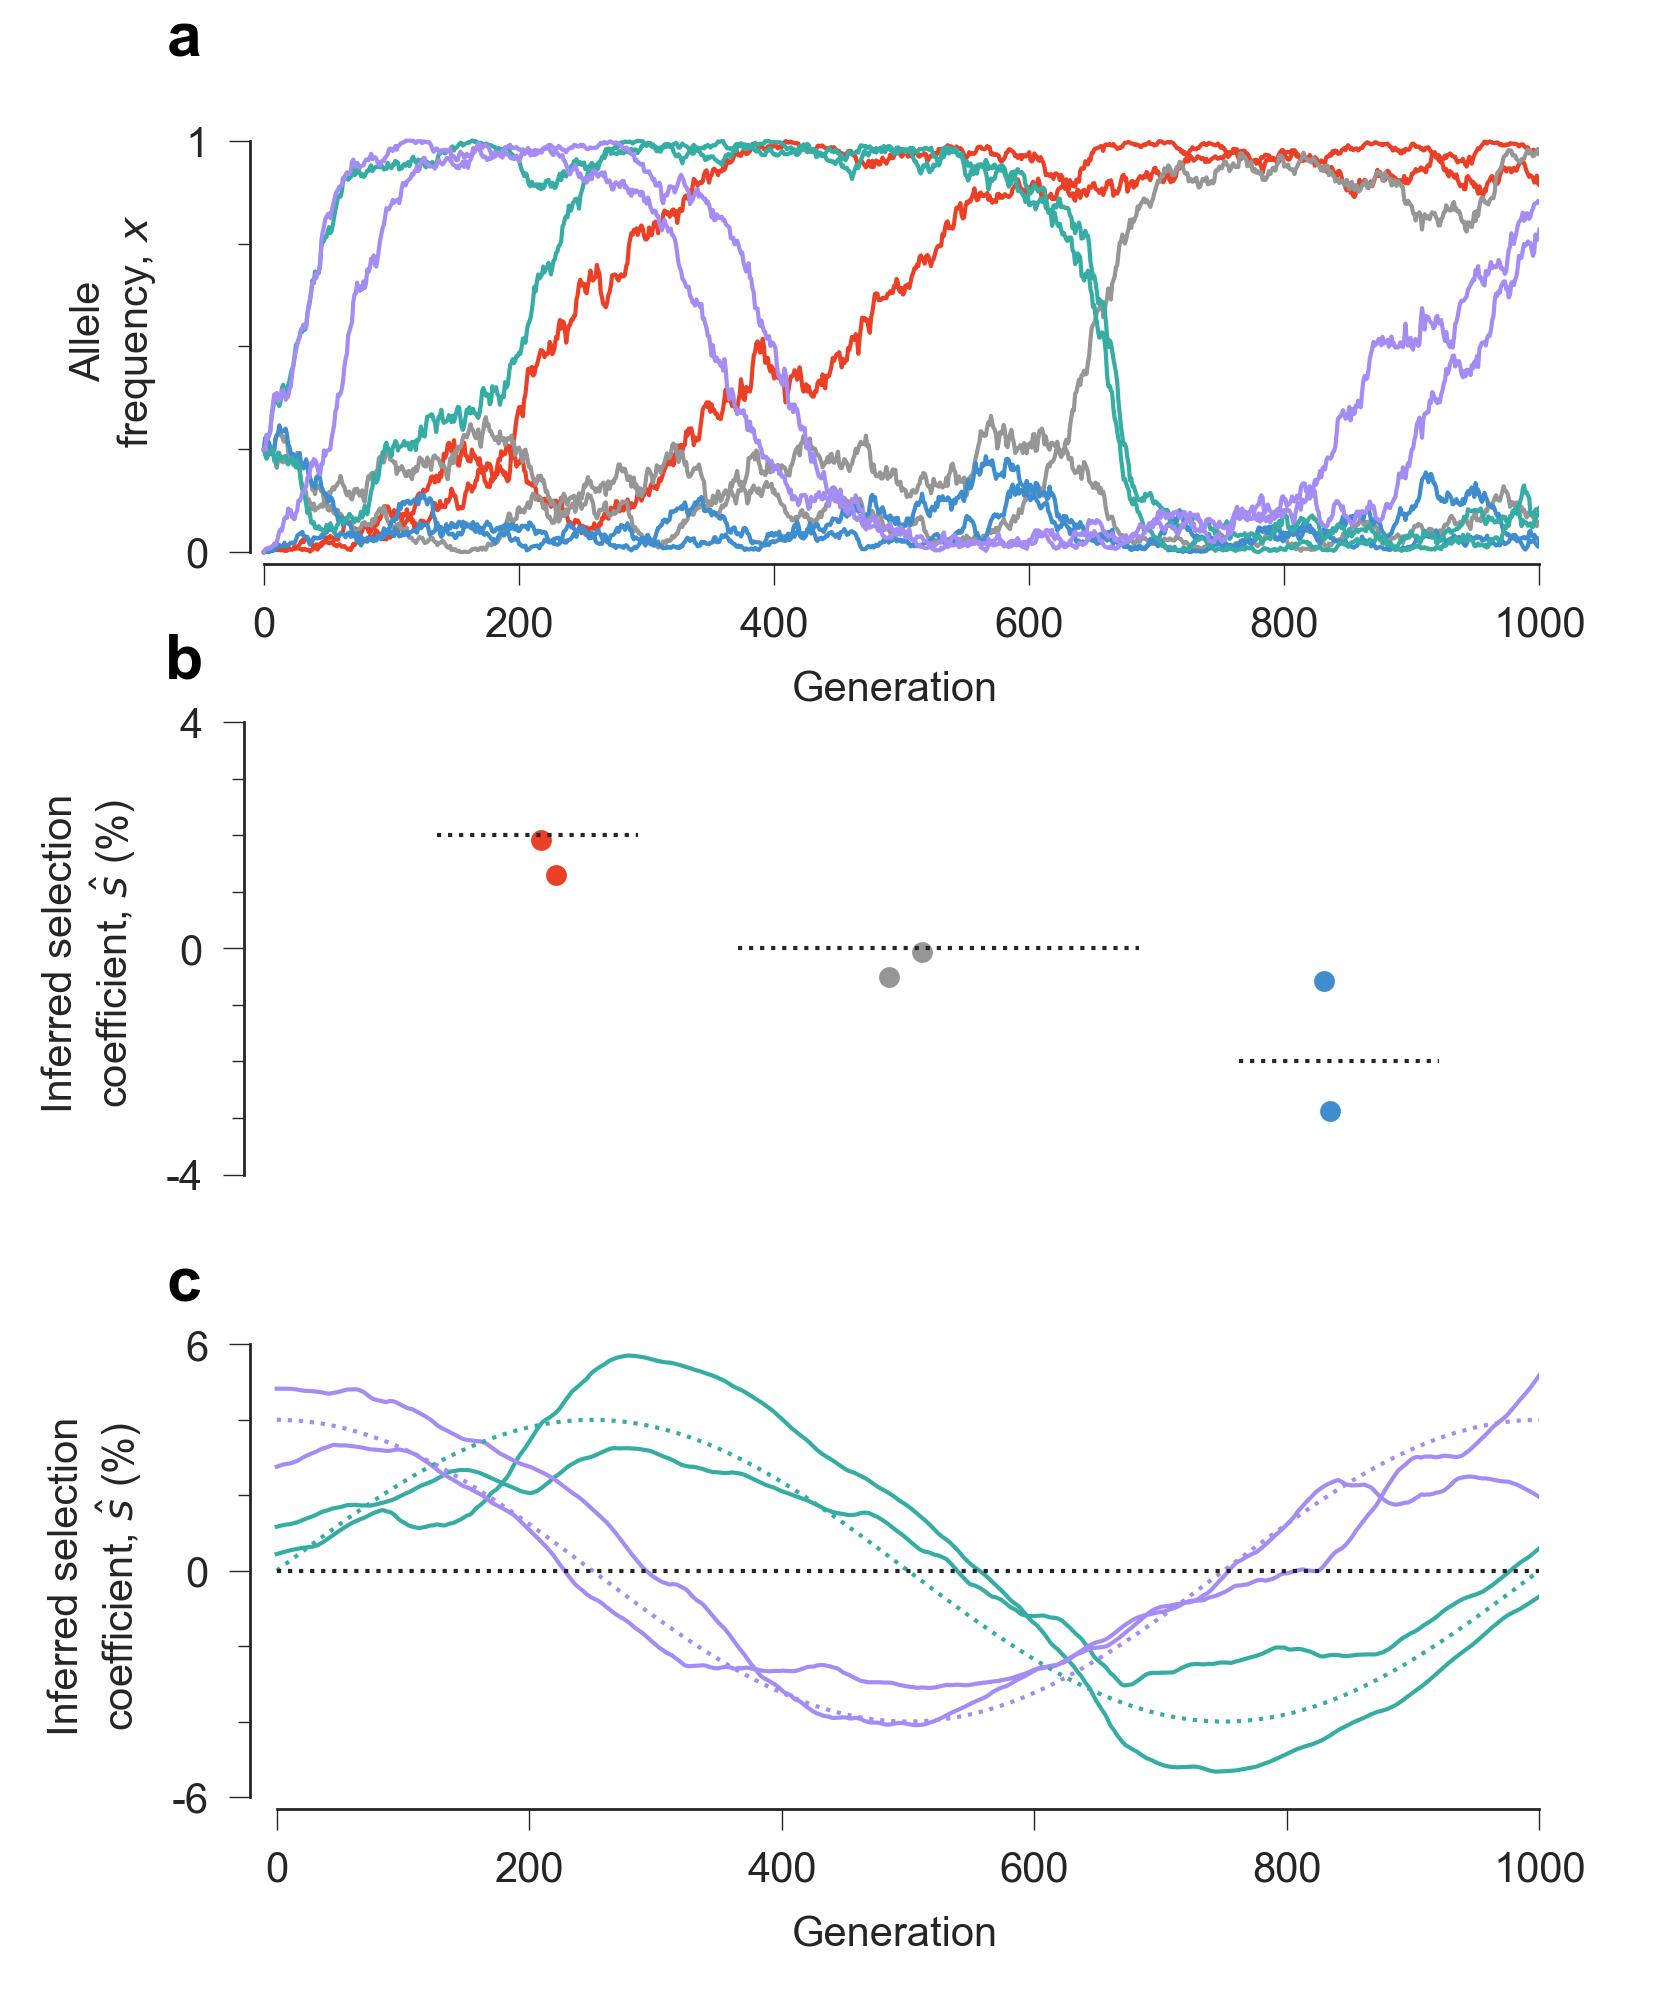 a
1
0
Allele
frequency, x
0 200 400 600 800 1000
Generation
b
4
0
-4
Inferred selection
coefficient, ŝ (%)
c
6
0
-6
Inferred selection
coefficient, ŝ (%)
0 200 400 600 800 1000
Generation